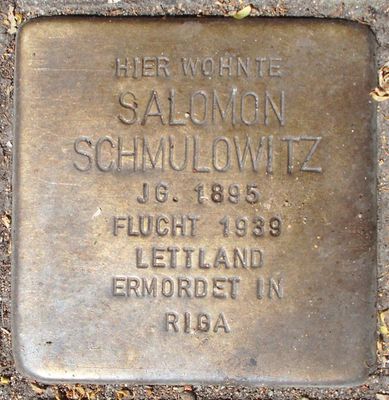 HIER WOHNTE
SALOMON
SCHMULOWITZ
JG. 1895
FLUCHT 1939
LETTLAND
ERMORDET IN
RIGA